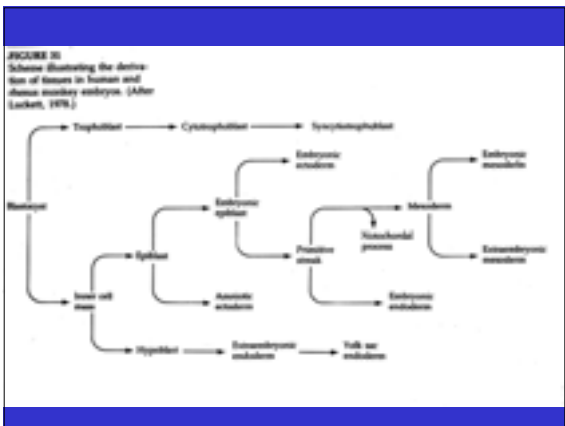 FIGURE 31
Scheme illustrating the deriva-
tion of tissues in human and
rhesus monkey embryos. (After
Luckett, 1978.)
Trophoblast
Cytotrophoblast
Syncytiotrophoblast
Embryonic
ectoderm
Embryonic
mesoderm
Blastocyst
Embryonic
epiblast
Mesoderm
Notochordal
process
Epiblast
Primitive
streak
Extraembryonic
mesoderm
Inner cell
mass
Amniotic
ectoderm
Embryonic
endoderm
Hypoblast
Extraembryonic
endoderm
Yolk sac
endoderm